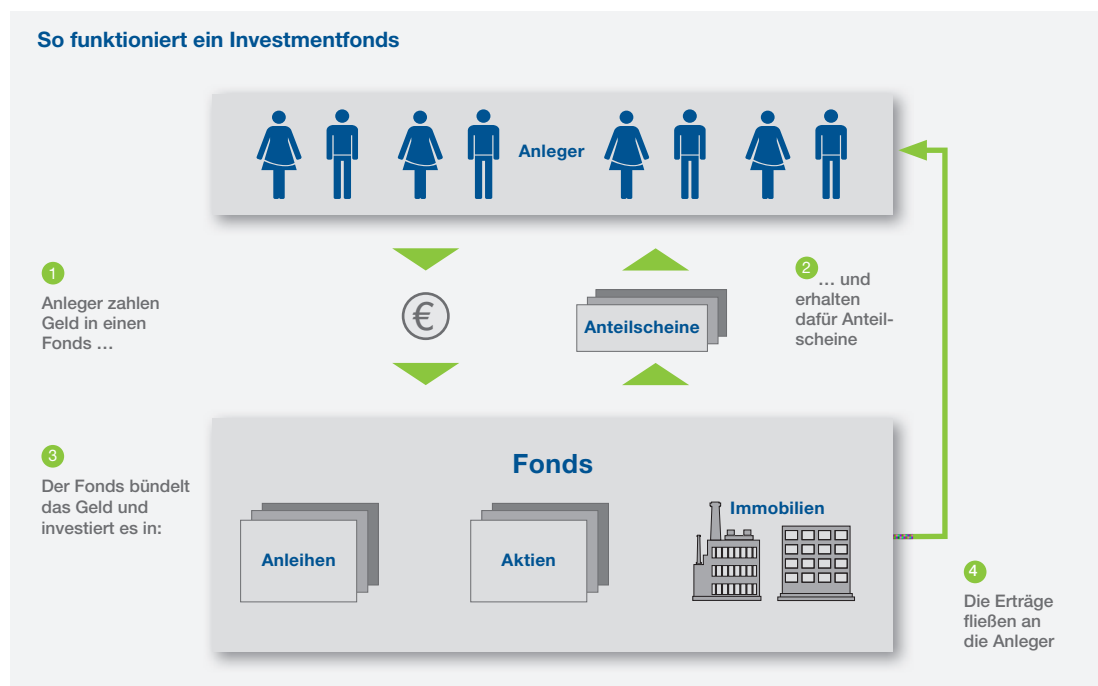 So funktioniert ein Investmentfonds
Anleger
1
Anleger zahlen
Geld in einen
Fonds …
€
Anteilscheine
2
… und
erhalten
dafür Anteil-
scheine
3
Der Fonds bündelt
das Geld und
investiert es in:
Fonds
Anleihen
Aktien
Immobilien
4
Die Erträge
fließen an
die Anleger